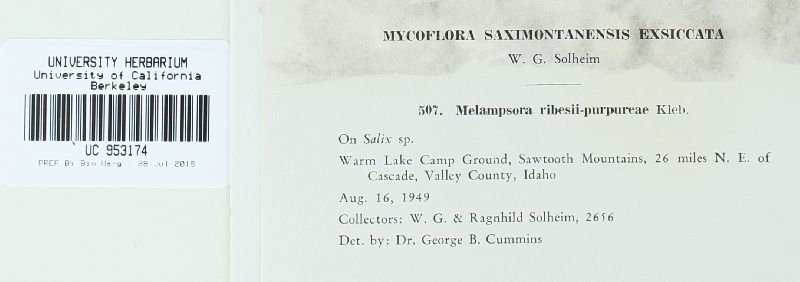 UNIVERSITY HERBARIUM
University of California
Berkeley
UC 953174
PREP BY Bin Wang . 28 Jul 2015
MYCOFLORA SAXIMONTANENSIS EXSICCATA
W. G. Solheim
507. Melampsora ribesii-purpureae Kleb.
On Salix sp.
Warm Lake Camp Ground, Sawtooth Mountains, 26 miles N. E. of
Cascade, Valley County, Idaho
Aug. 16, 1949
Collectors: W. G. & Ragnhild Solheim, 2656
Det. by: Dr. George B. Cummins